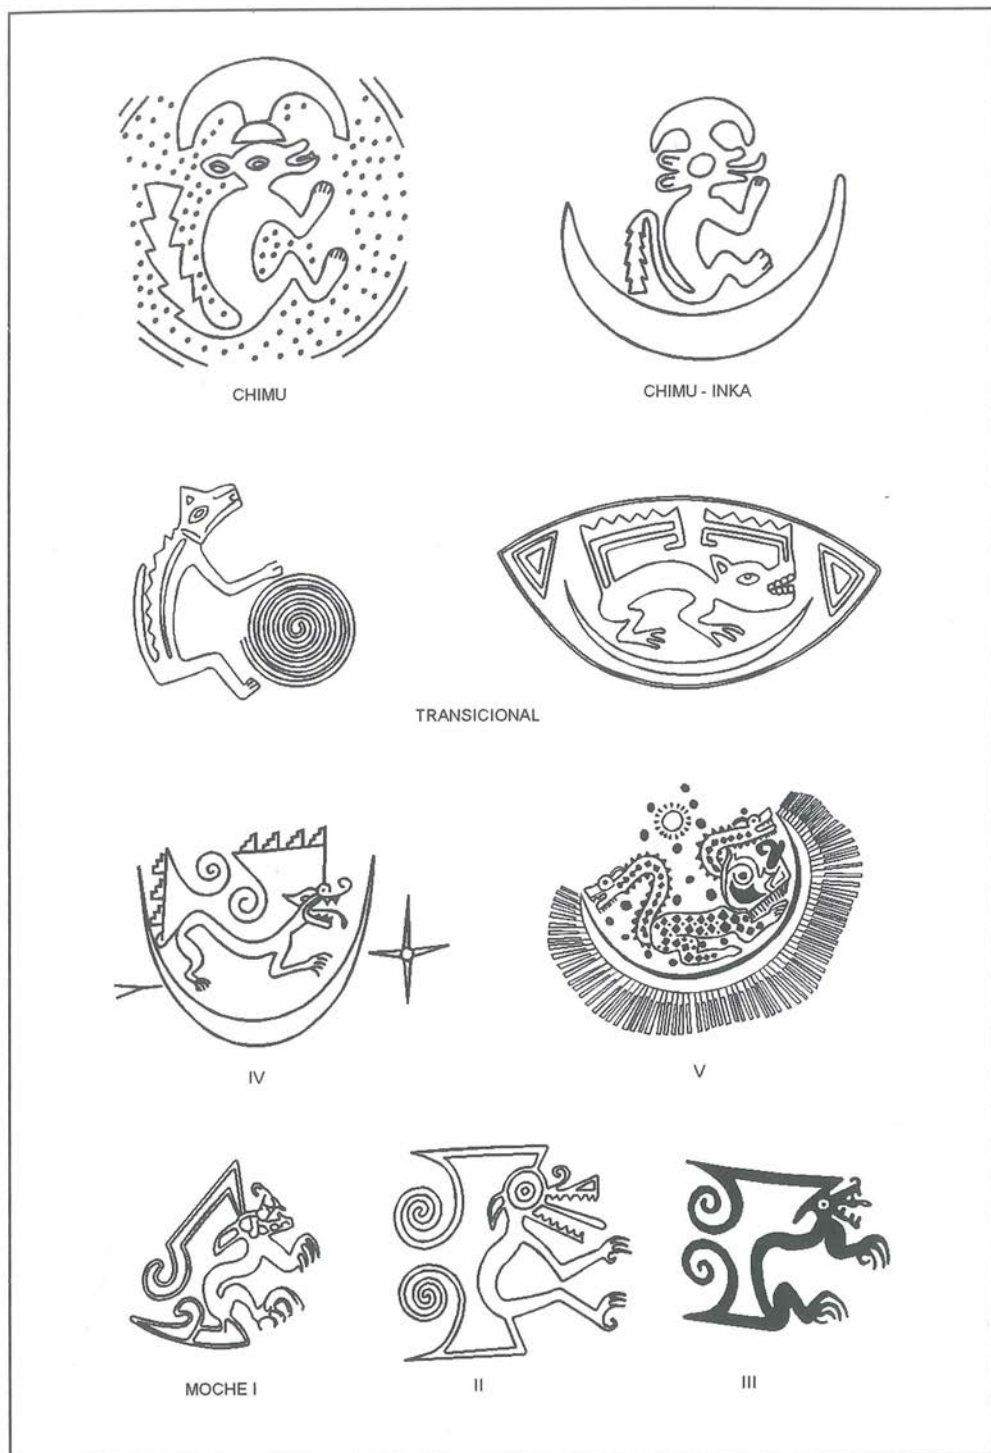 CHIMU
CHIMU - INKA
TRANSICIONAL
IV
V
MOCHE I
II
III